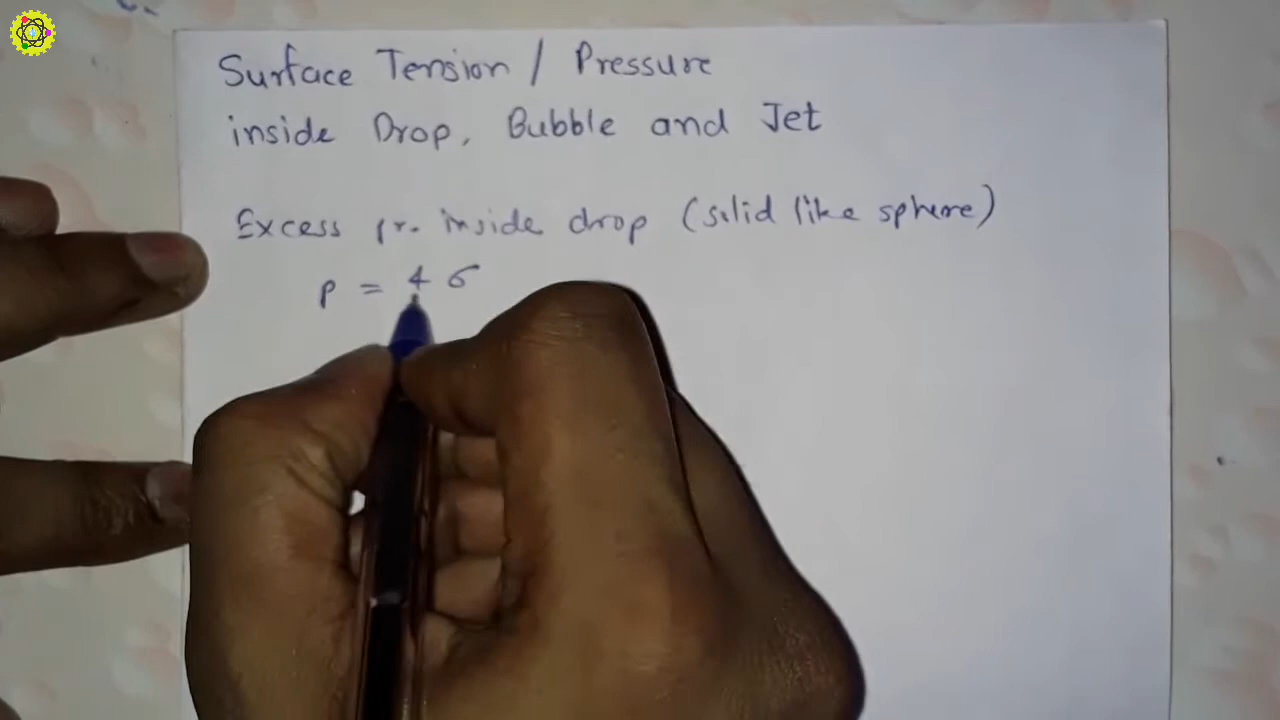 Surface Tension / Pressure
inside Drop, Bubble and Jet
Excess pr. inside drop (solid like sphere)
p = 4 σ